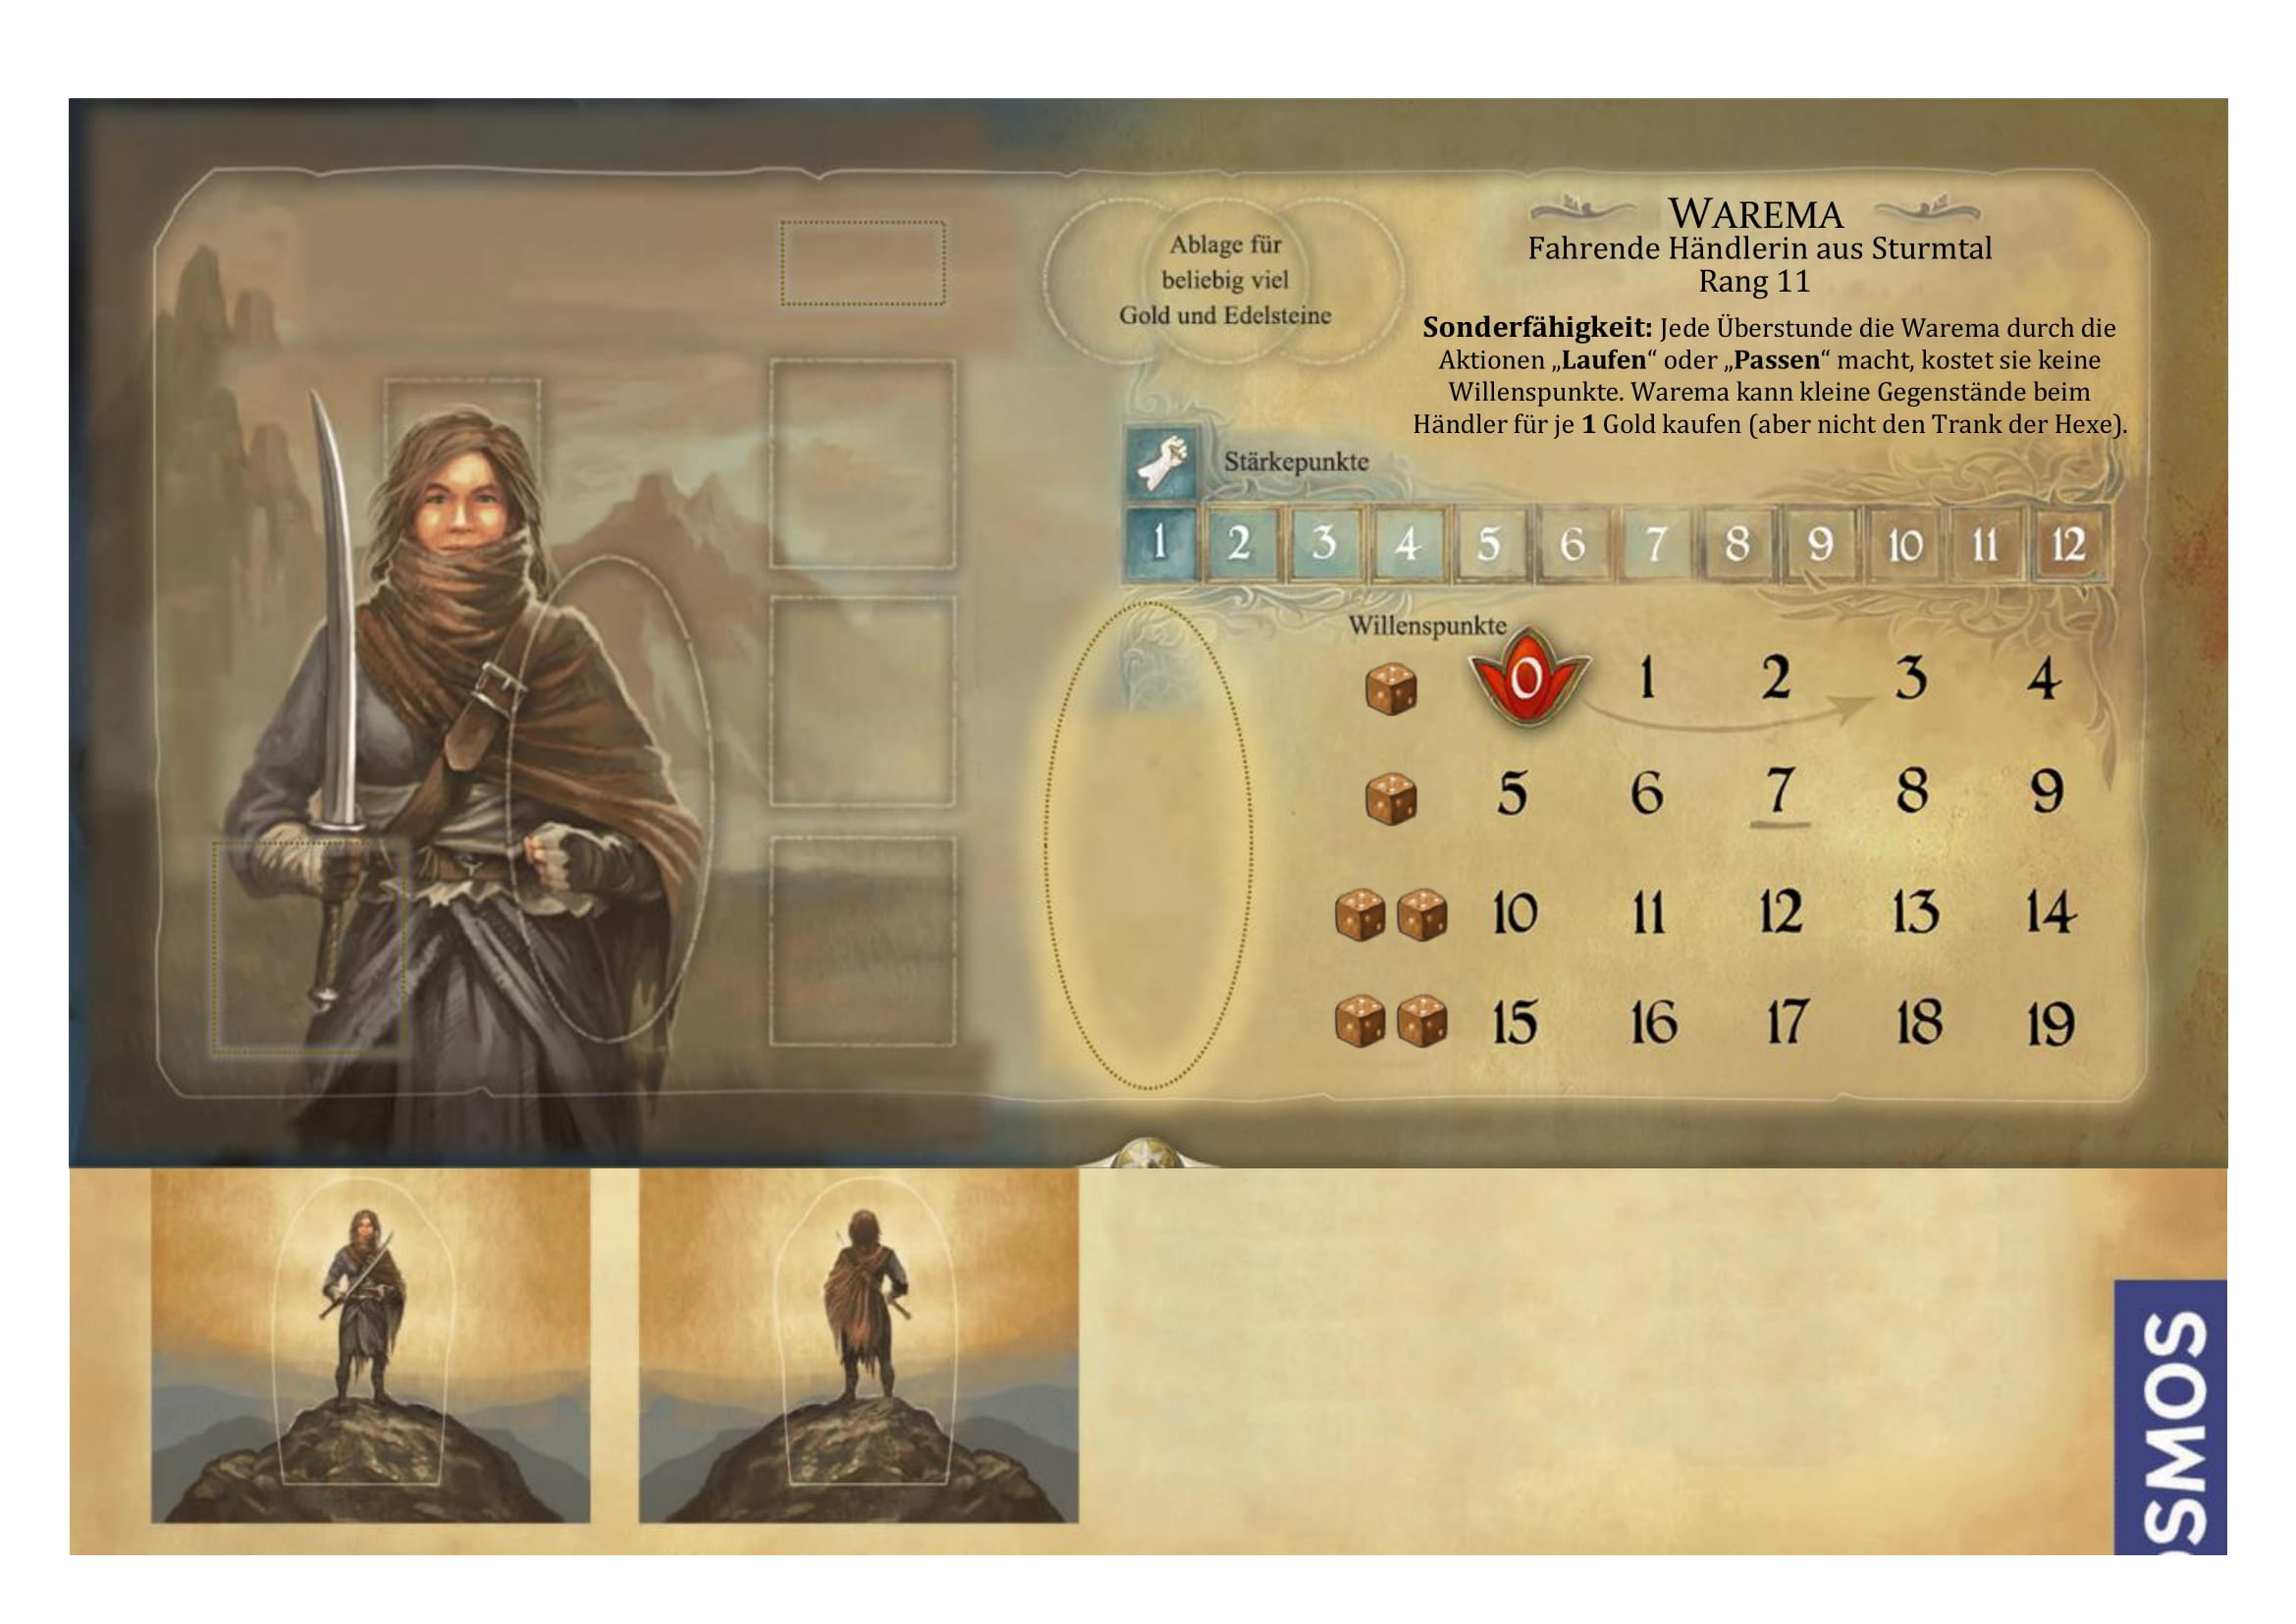 WAREMA
Fahrende Händlerin aus Sturmtal
Rang 11
Ablage für
beliebig viel
Gold und Edelsteine
Sonderfähigkeit: Jede Überstunde die Warema durch die
Aktionen „Laufen“ oder „Passen“ macht, kostet sie keine
Willenspunkte. Warema kann kleine Gegenstände beim
Händler für je 1 Gold kaufen (aber nicht den Trank der Hexe).
Stärkepunkte
1 2 3 4 5 6 7 8 9 10 11 12
Willenspunkte
0 1 2 3 4
5 6 7 8 9
10 11 12 13 14
15 16 17 18 19
OSMOS